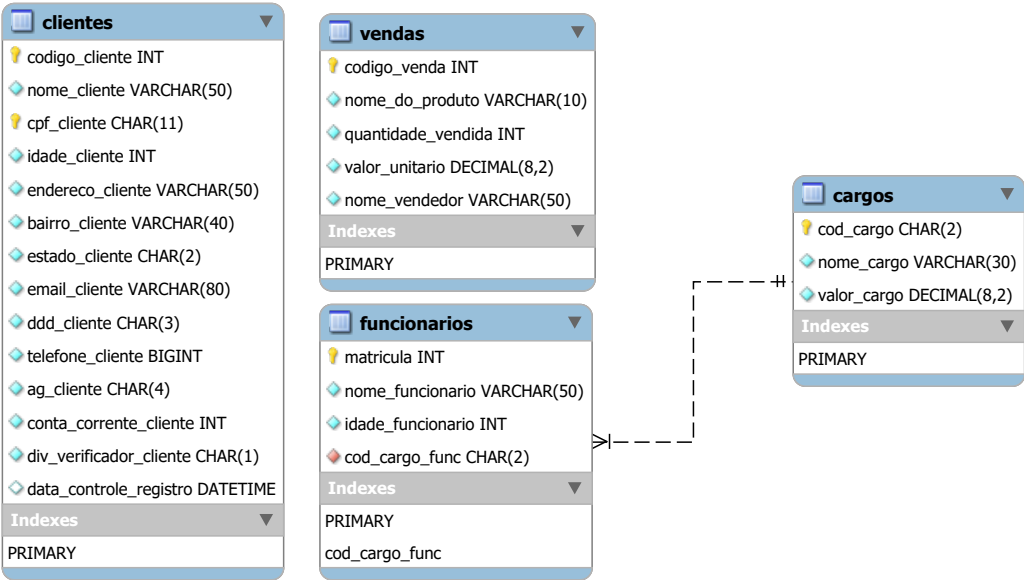 clientes
codigo_cliente INT
nome_cliente VARCHAR(50)
cpf_cliente CHAR(11)
idade_cliente INT
endereco_cliente VARCHAR(50)
bairro_cliente VARCHAR(40)
estado_cliente CHAR(2)
email_cliente VARCHAR(80)
ddd_cliente CHAR(3)
telefone_cliente BIGINT
ag_cliente CHAR(4)
conta_corrente_cliente INT
div_verificador_cliente CHAR(1)
data_controle_registro DATETIME
Indexes
PRIMARY
vendas
codigo_venda INT
nome_do_produto VARCHAR(10)
quantidade_vendida INT
valor_unitario DECIMAL(8,2)
nome_vendedor VARCHAR(50)
Indexes
PRIMARY
funcionarios
matricula INT
nome_funcionario VARCHAR(50)
idade_funcionario INT
cod_cargo_func CHAR(2)
Indexes
PRIMARY
cod_cargo_func
cargos
cod_cargo CHAR(2)
nome_cargo VARCHAR(30)
valor_cargo DECIMAL(8,2)
Indexes
PRIMARY